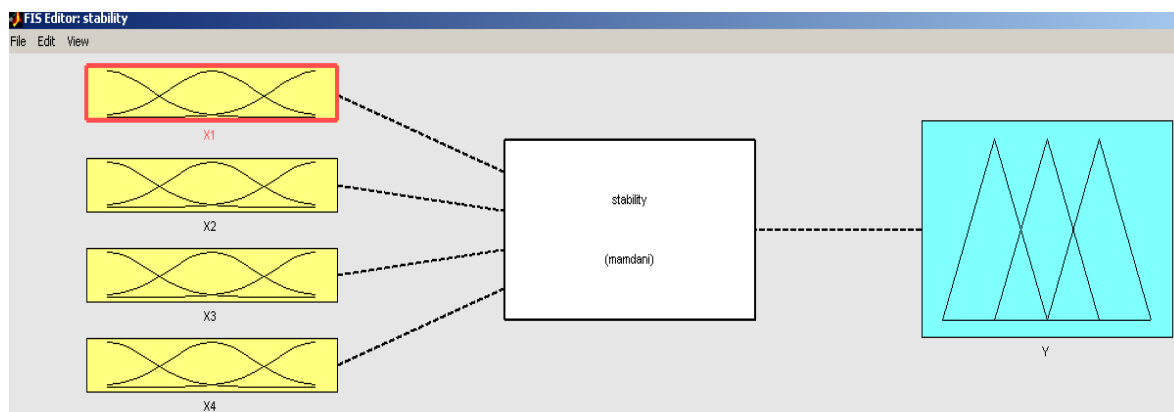 FIS Editor: stability
File Edit View
X1
X2
X3
X4
stability
(mamdani)
Y